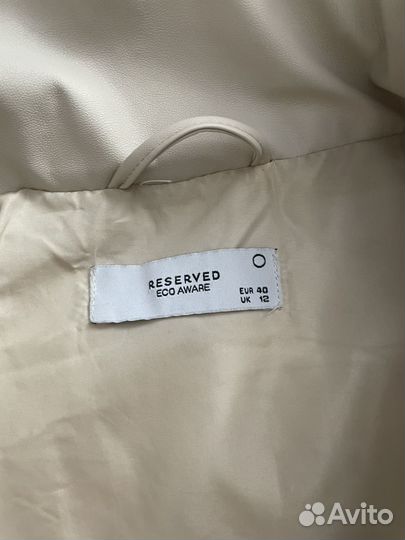 RESERVED
ECO AWARE
EUR 40
UK 12
Avito